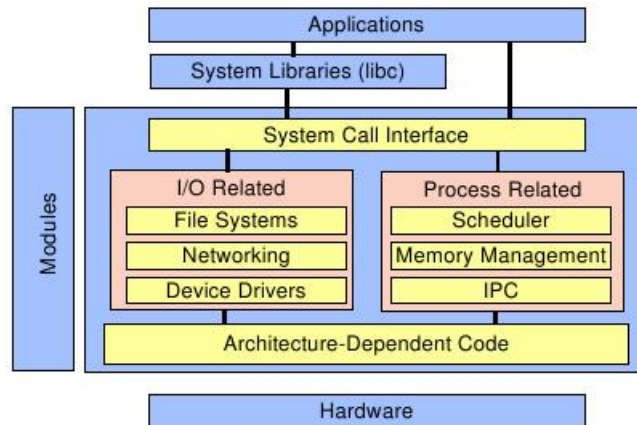 Applications
System Libraries (libc)
System Call Interface
Modules
I/O Related
File Systems
Networking
Device Drivers
Process Related
Scheduler
Memory Management
IPC
Architecture-Dependent Code
Hardware